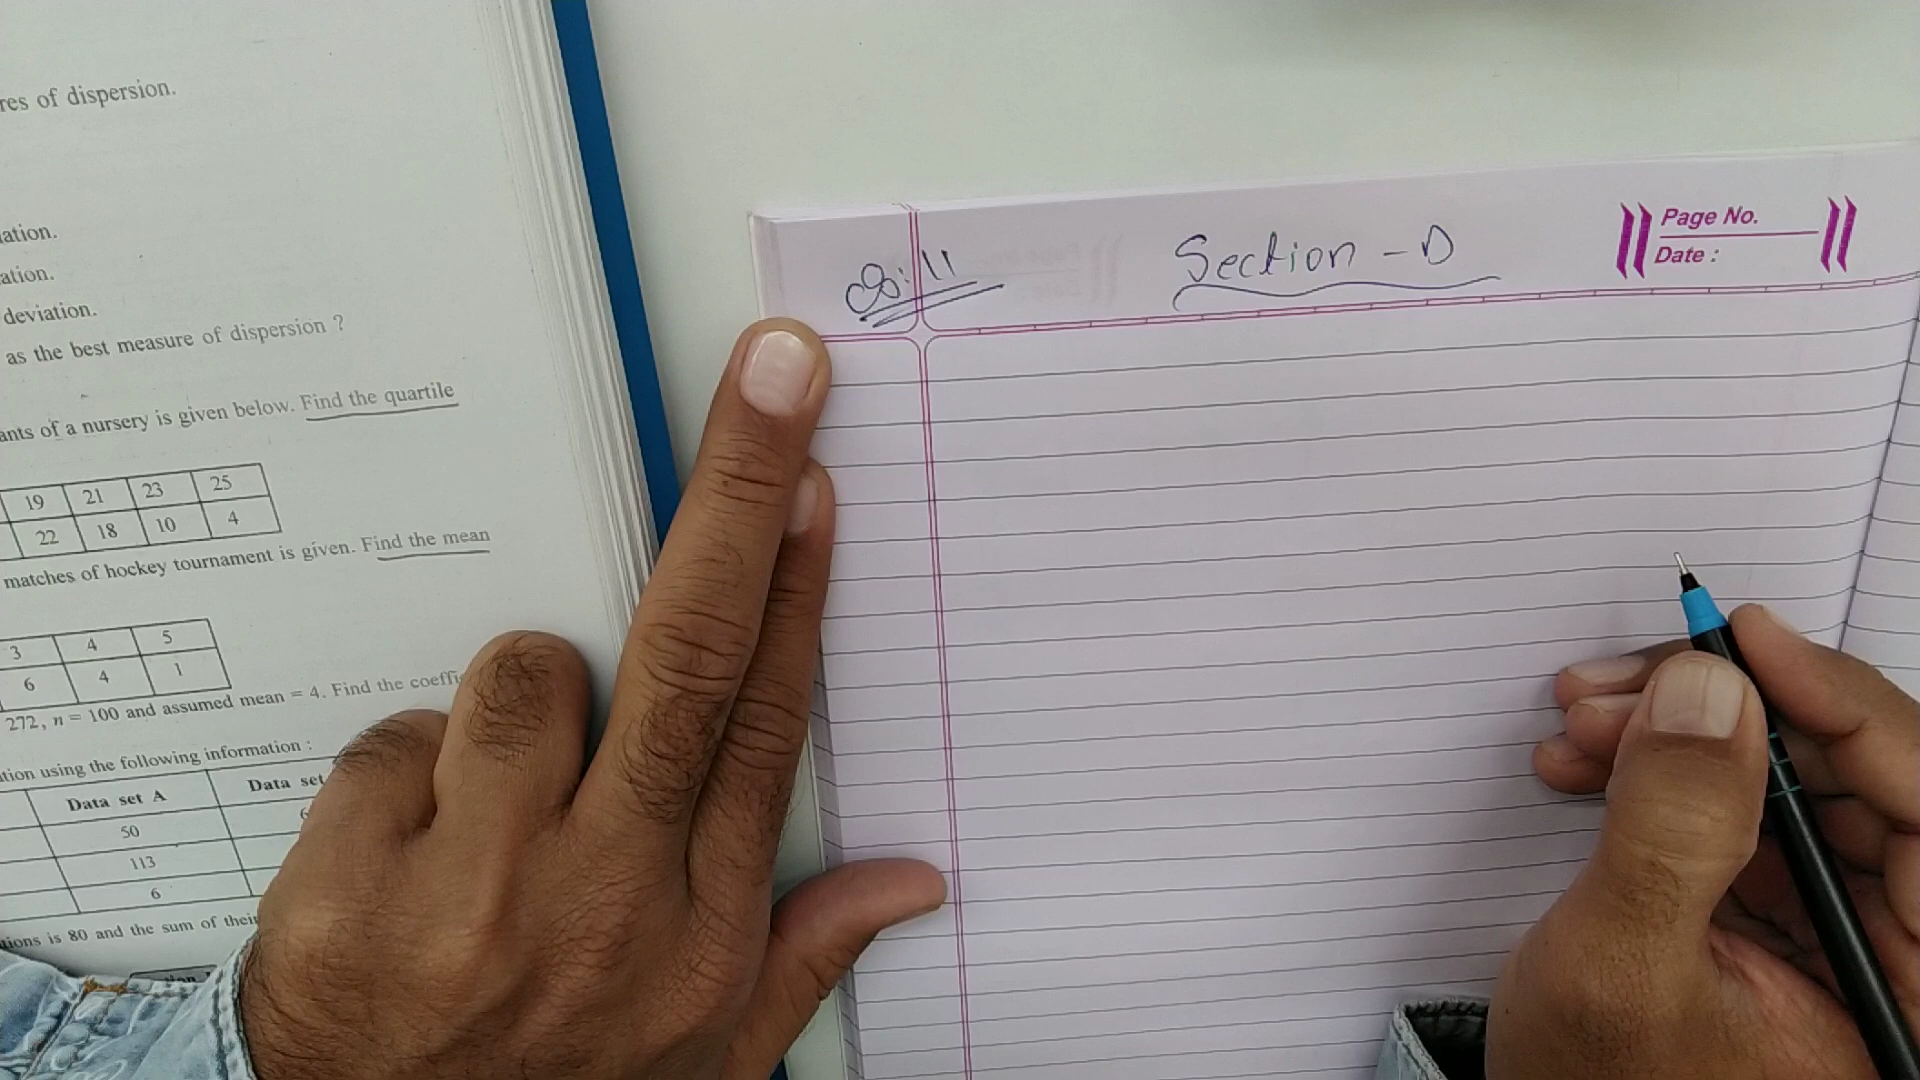 res of dispersion.
ation.
ation.
deviation.
as the best measure of dispersion ?
ants of a nursery is given below. Find the quartile
19 21 23 25
22 18 10 4
matches of hockey tournament is given. Find the mean
3 4 5
6 4 1
272, n = 100 and assumed mean = 4. Find the coeffi
tion using the following information :
Data set A Data set
50 6
113
6
tions is 80 and the sum of their
Q:11 Section - D
Page No.
Date :